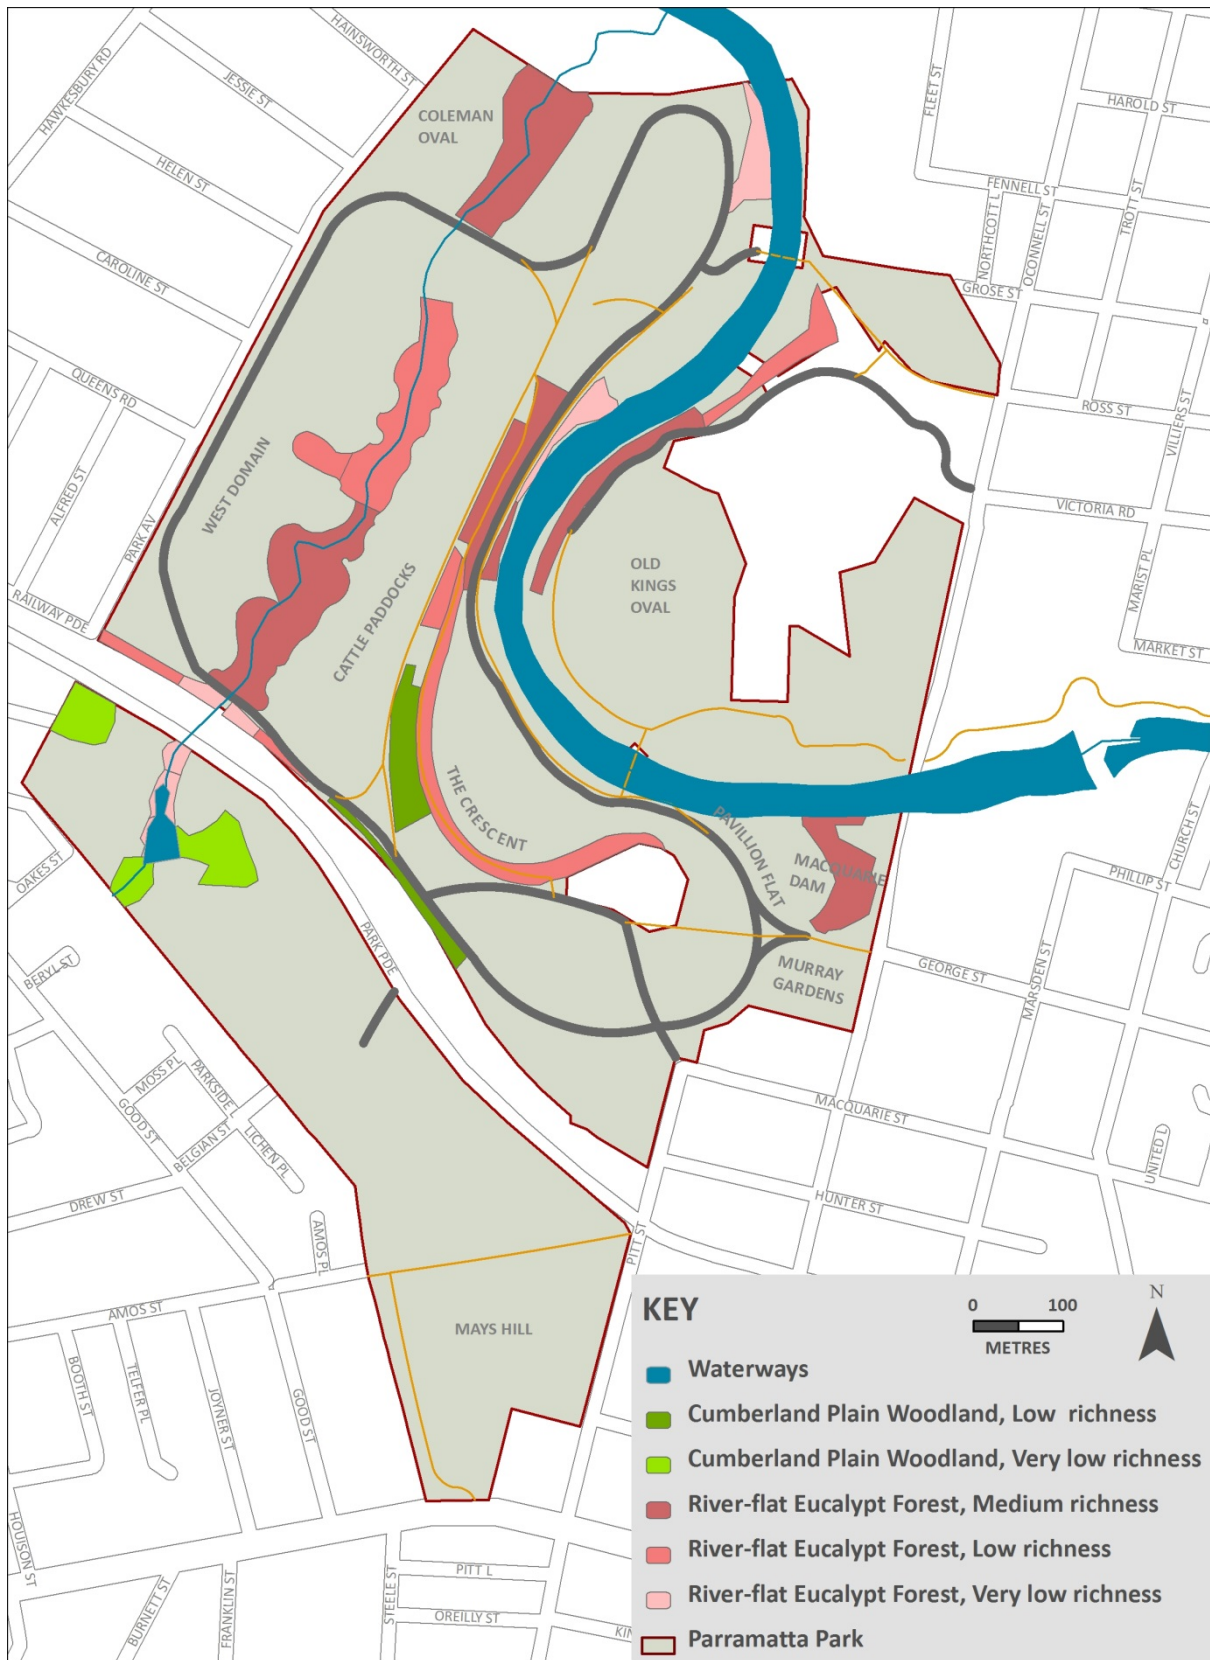 HAINSWORTH ST
HAWKESBURY RD
JESSIE ST
FLEET ST
HAROLD ST
COLEMAN
OVAL
HELEN ST
FENNELL ST
NORTHCOTT L
OCONNELL ST
TROTT ST
CAROLINE ST
GROSE ST
QUEENS RD
ROSS ST
VILLIERS ST
ALFRED ST
WEST DOMAIN
VICTORIA RD
PARK AV
OLD
KINGS
OVAL
MARIST PL
RAILWAY PDE
CATTLE PADDOCKS
MARKET ST
THE CRESCENT
PAVILLION FLAT
MACQUARIE
DAM
CHURCH ST
OAKES ST
PHILLIP ST
PARK PDE
BERYL ST
MURRAY
GARDENS
GEORGE ST
MARSDEN ST
MOSS PL
PARKSIDE L
GOOD ST
BELGIAN ST
LICHEN PL
MACQUARIE ST
UNITED L
DREW ST
AMOS PL
HUNTER ST
PITT ST
AMOS ST
MAYS HILL
BOOTH ST
TELFER PL
JOYNER ST
GOOD ST
HOUISON ST
BURNETT ST
FRANKLIN ST
STEELE ST
PITT L
OREILLY ST
KIN
KEY
0 100
METRES
N
Waterways
Cumberland Plain Woodland, Low richness
Cumberland Plain Woodland, Very low richness
River-flat Eucalypt Forest, Medium richness
River-flat Eucalypt Forest, Low richness
River-flat Eucalypt Forest, Very low richness
Parramatta Park